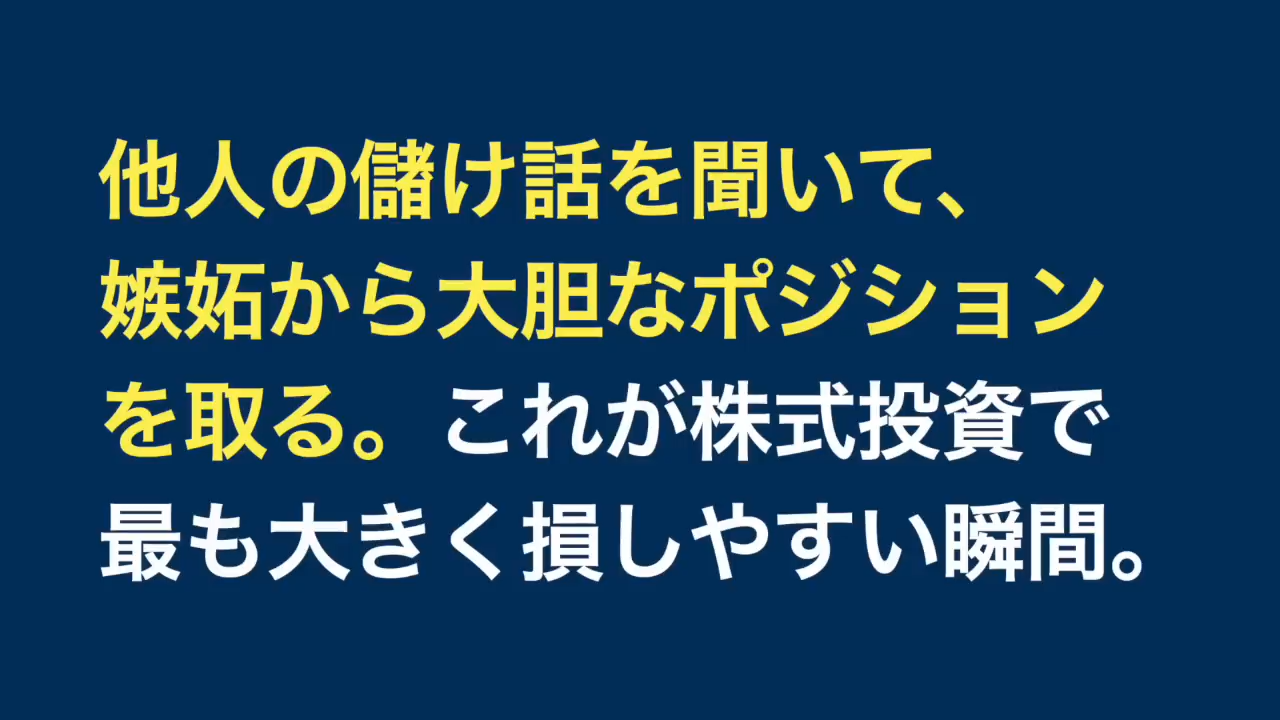 他人の儲け話を聞いて、
嫉妬から大胆なポジション
を取る。これが株式投資で
最も大きく損しやすい瞬間。